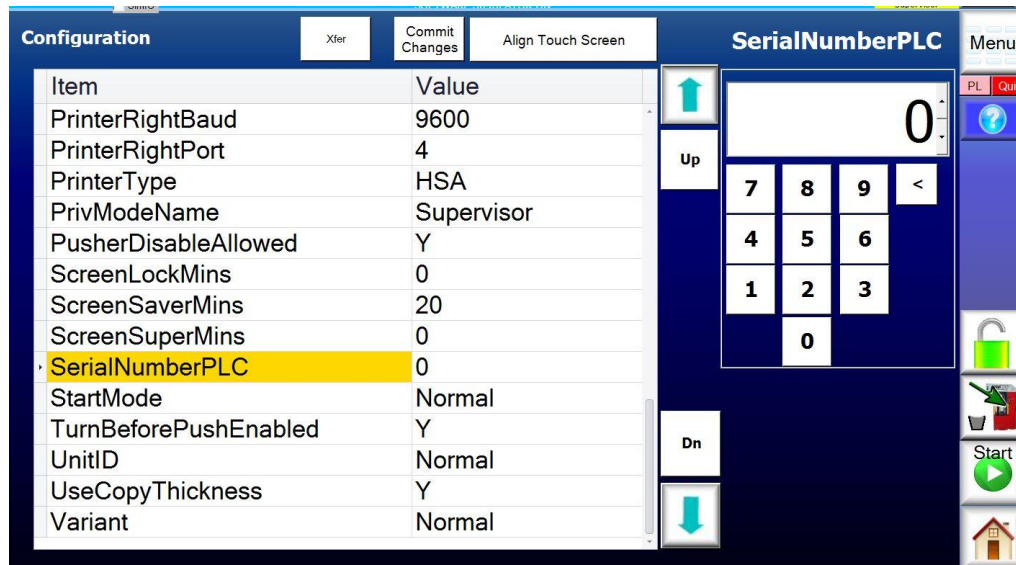 Configuration
Xfer
Commit
Changes
Align Touch Screen
SerialNumberPLC
Menu
Item Value
PrinterRightBaud 9600
PrinterRightPort 4
PrinterType HSA
PrivModeName Supervisor
PusherDisableAllowed Y
ScreenLockMins 0
ScreenSaverMins 20
ScreenSuperMins 0
SerialNumberPLC 0
StartMode Normal
TurnBeforePushEnabled Y
UnitID Normal
UseCopyThickness Y
Variant Normal
Up
Dn
0
7 8 9 <
4 5 6
1 2 3
0
PL Qui
?
Start